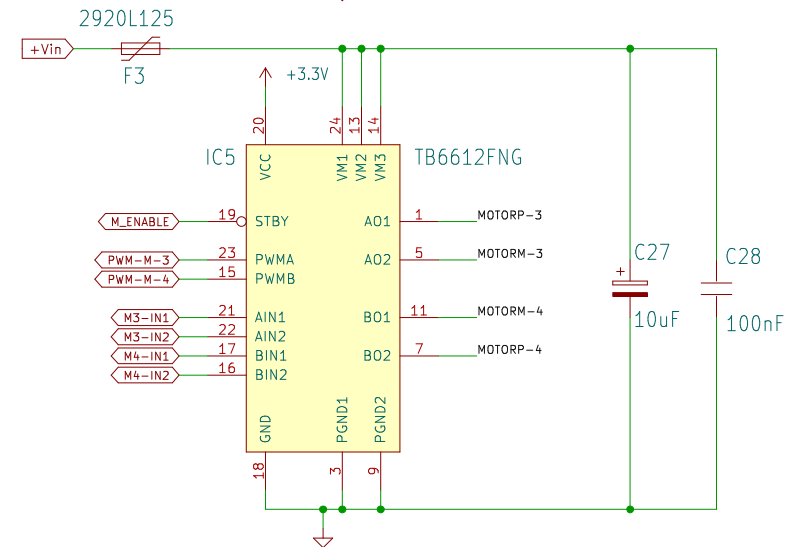 2920L125
+Vin
F3
+3.3V
20
24
13
14
IC5
TB6612FNG
VCC
VM1
VM2
VM3
M_ENABLE
19
STBY
AO1
1
MOTORP-3
PWM-M-3
23
PWMA
AO2
5
MOTORM-3
PWM-M-4
15
PWMB
C27
C28
+
10uF
100nF
M3-IN1
21
AIN1
BO1
11
MOTORM-4
M3-IN2
22
AIN2
M4-IN1
17
BIN1
BO2
7
MOTORP-4
M4-IN2
16
BIN2
GND
PGND1
PGND2
18
3
9